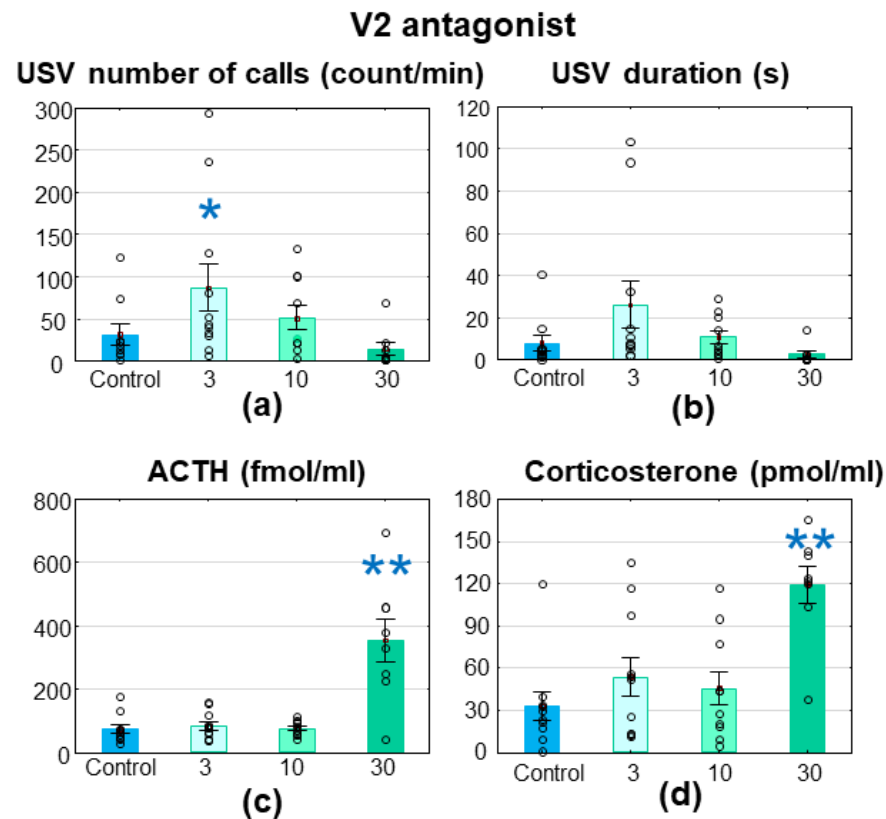 V2 antagonist
USV number of calls (count/min)
300
250
200
150
100
50
0
*
Control 3 10 30
(a)
USV duration (s)
120
100
80
60
40
20
0
Control 3 10 30
(b)
ACTH (fmol/ml)
800
600
400
200
0
**
Control 3 10 30
(c)
Corticosterone (pmol/ml)
180
150
120
90
60
30
0
**
Control 3 10 30
(d)